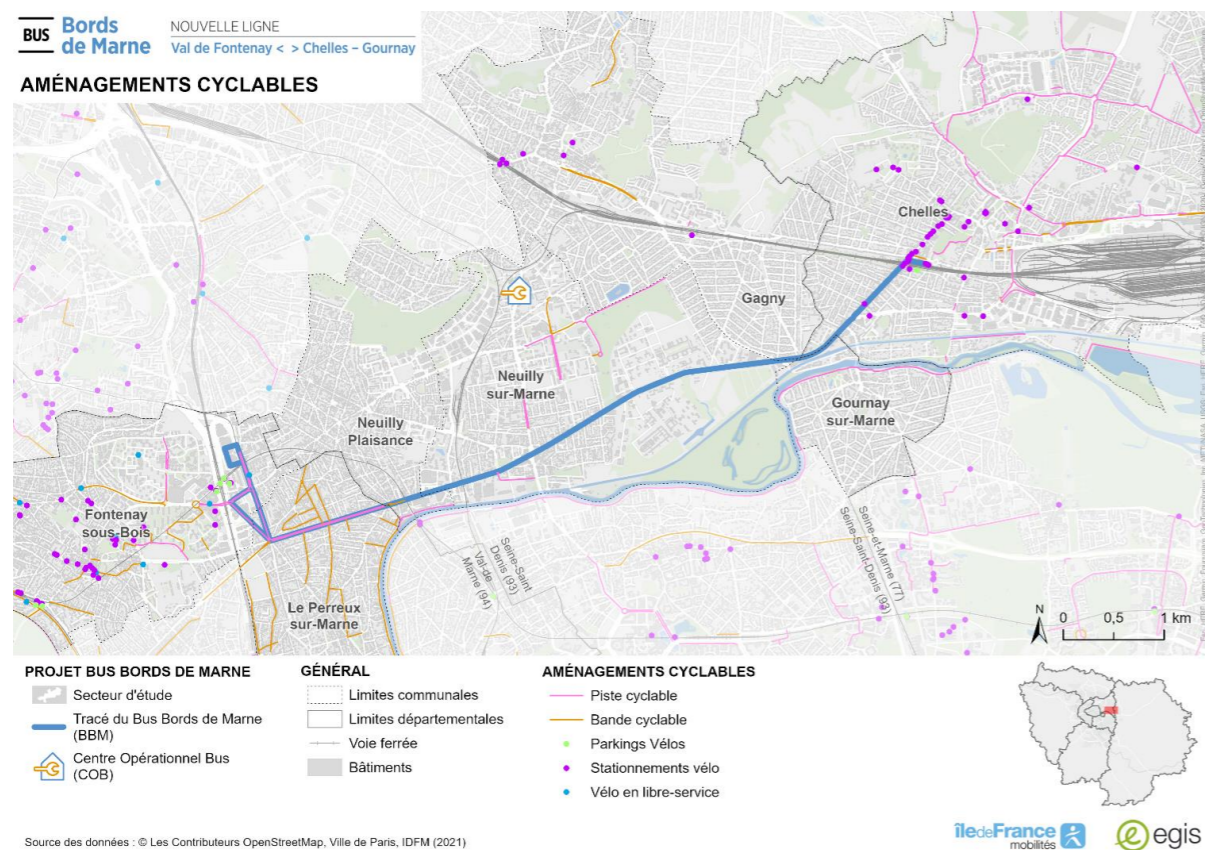 BUS
Bords
de Marne
NOUVELLE LIGNE
Val de Fontenay < > Chelles – Gournay
AMÉNAGEMENTS CYCLABLES
Chelles
Gagny
Neuilly
sur-Marne
Neuilly
Plaisance
Gournay
sur-Marne
Fontenay
sous-Bois
Le Perreux
sur-Marne
Val-de
Marne (94)
Seine-Saint
Denis (93)
Seine-et-Marne (77)
Seine-Saint-Denis (93)
N
0 0,5 1 km
PROJET BUS BORDS DE MARNE
Secteur d'étude
Tracé du Bus Bords de Marne
(BBM)
Centre Opérationnel Bus
(COB)
GÉNÉRAL
Limites communales
Limites départementales
Voie ferrée
Bâtiments
AMÉNAGEMENTS CYCLABLES
Piste cyclable
Bande cyclable
Parkings Vélos
Stationnements vélo
Vélo en libre-service
Source des données : © Les Contributeurs OpenStreetMap, Ville de Paris, IDFM (2021)
îledeFrance
mobilités
egis